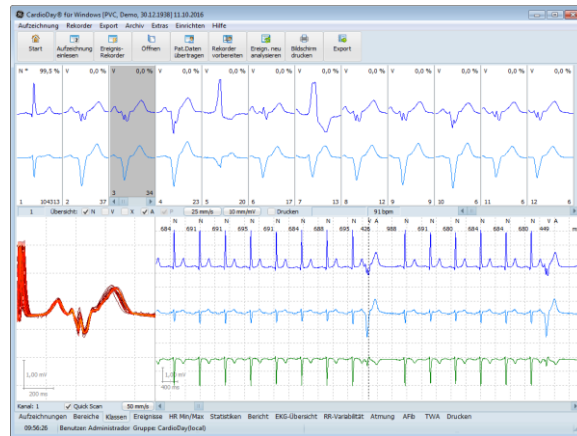 CardioDay® für Windows [PVC, Demo, 30.12.1938] 11.10.2016
Aufzeichnung Rekorder Export Archiv Extras Einrichten Hilfe
Start Aufzeichnung einlesen Ereignis-Rekorder Öffnen Pat.Daten übertragen Rekorder vorbereiten Ereign. neu analysieren Bildschirm drucken Export
N * 99,5 % V 0,0 % V 0,0 % V 0,0 % V 0,0 % V 0,0 % V 0,0 % V 0,0 % V 0,0 % V 0,0 % V 0,0 %
3 34
1 104313 2 37 4 23 5 20 6 17 7 13 8 12 9 9 10 6 11 6 12 6
1 Übersicht: N V X A P 25 mm/s 10 mm/mV Drucken 91 bpm
N N N N N N N V A N N N N N V A
684 691 691 695 691 684 688 695 426 988 691 691 684 680 449 m
1,00 mV
200 ms
1,00 mV
400 ms
Kanal: 1 Quick Scan 50 mm/s
Aufzeichnungen Bereiche Klassen Ereignisse HR Min/Max Statistiken Bericht EKG-Übersicht RR-Variabilität Atmung AFib TWA Drucken
09:56:26 Benutzer: Administrator Gruppe: CardioDay(local)